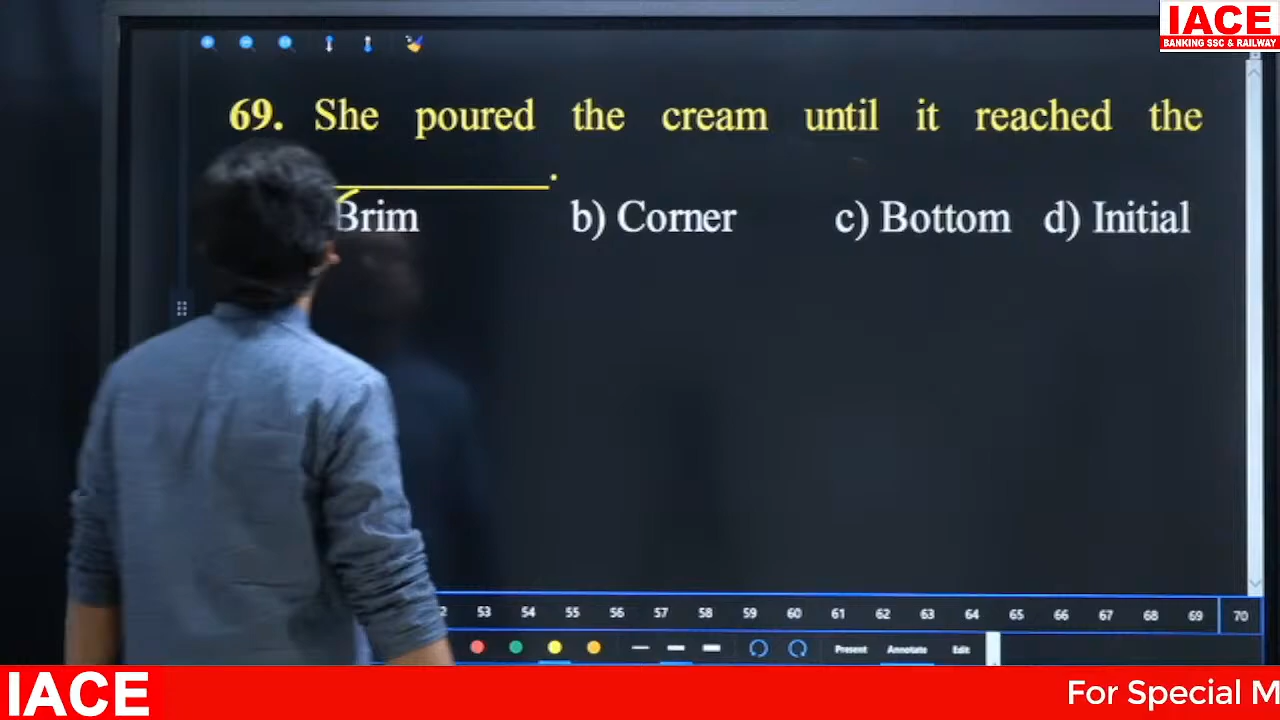 IACE
BANKING SSC & RAILWAY
69. She poured the cream until it reached the
.
Brim b) Corner c) Bottom d) Initial
53 54 55 56 57 58 59 60 61 62 63 64 65 66 67 68 69 70
Present Annotate Edit
IACE For Special M